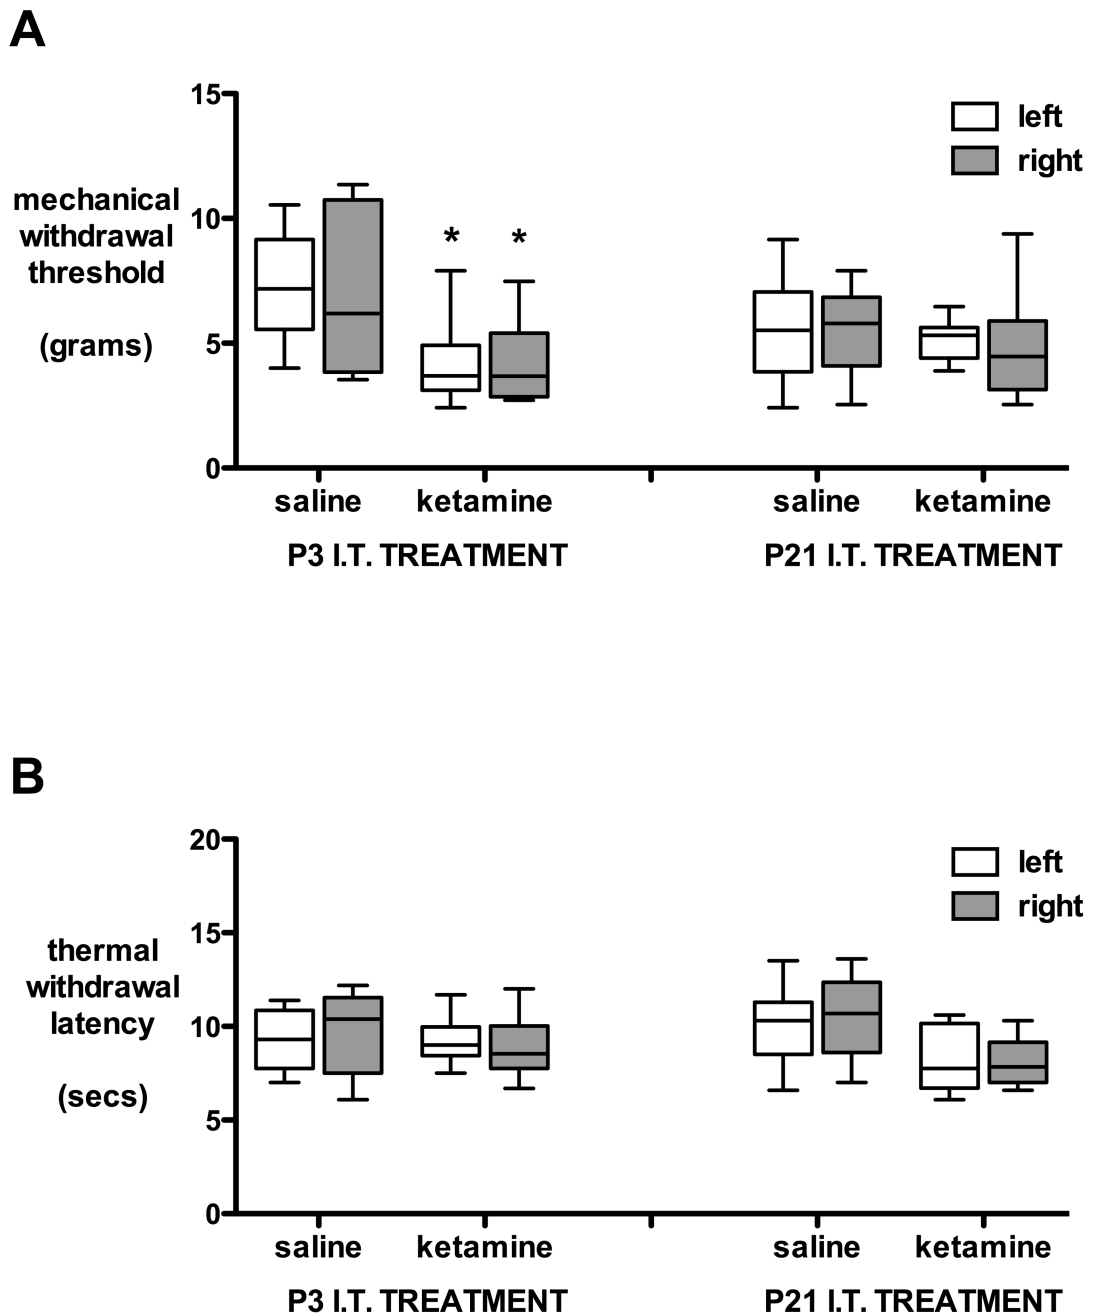 A
15
10
5
0
mechanical
withdrawal
threshold
(grams)
* *
left
right
saline ketamine saline ketamine
P3 I.T. TREATMENT P21 I.T. TREATMENT
B
20
15
10
5
0
thermal
withdrawal
latency
(secs)
left
right
saline ketamine saline ketamine
P3 I.T. TREATMENT P21 I.T. TREATMENT